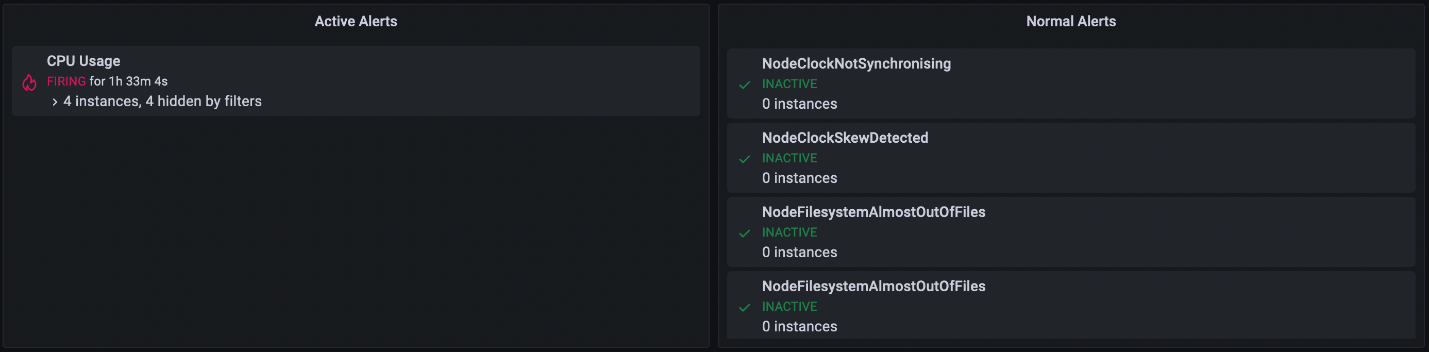 Active Alerts
CPU Usage
FIRING for 1h 33m 4s
> 4 instances, 4 hidden by filters
Normal Alerts
NodeClockNotSynchronising
INACTIVE
0 instances
NodeClockSkewDetected
INACTIVE
0 instances
NodeFilesystemAlmostOutOfFiles
INACTIVE
0 instances
NodeFilesystemAlmostOutOfFiles
INACTIVE
0 instances